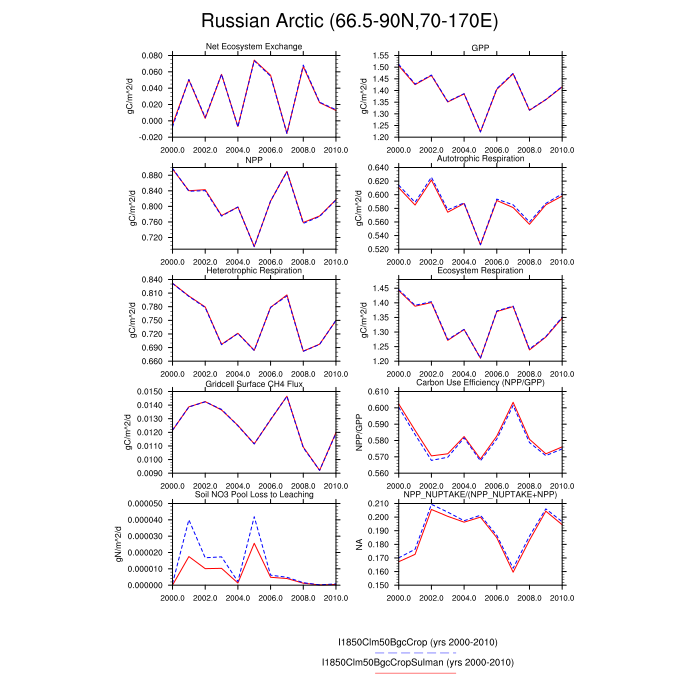 Russian Arctic (66.5-90N,70-170E)
Net Ecosystem Exchange
gC/m^2/d
0.080
0.060
0.040
0.020
0.000
-0.020
2000.0 2002.0 2004.0 2006.0 2008.0 2010.0
GPP
gC/m^2/d
1.55
1.50
1.45
1.40
1.35
1.30
1.25
1.20
2000.0 2002.0 2004.0 2006.0 2008.0 2010.0
NPP
gC/m^2/d
0.880
0.840
0.800
0.760
0.720
2000.0 2002.0 2004.0 2006.0 2008.0 2010.0
Autotrophic Respiration
gC/m^2/d
0.640
0.620
0.600
0.580
0.560
0.540
0.520
2000.0 2002.0 2004.0 2006.0 2008.0 2010.0
Heterotrophic Respiration
gC/m^2/d
0.840
0.810
0.780
0.750
0.720
0.690
0.660
2000.0 2002.0 2004.0 2006.0 2008.0 2010.0
Ecosystem Respiration
gC/m^2/d
1.45
1.40
1.35
1.30
1.25
1.20
2000.0 2002.0 2004.0 2006.0 2008.0 2010.0
Gridcell Surface CH4 Flux
gC/m^2/d
0.0150
0.0140
0.0130
0.0120
0.0110
0.0100
0.0090
2000.0 2002.0 2004.0 2006.0 2008.0 2010.0
Carbon Use Efficiency (NPP/GPP)
NPP/GPP
0.610
0.600
0.590
0.580
0.570
0.560
2000.0 2002.0 2004.0 2006.0 2008.0 2010.0
Soil NO3 Pool Loss to Leaching
gN/m^2/d
0.000050
0.000040
0.000030
0.000020
0.000010
0.000000
2000.0 2002.0 2004.0 2006.0 2008.0 2010.0
NPP_NUPTAKE/(NPP_NUPTAKE+NPP)
NA
0.210
0.200
0.190
0.180
0.170
0.160
0.150
2000.0 2002.0 2004.0 2006.0 2008.0 2010.0
I1850Clm50BgcCrop (yrs 2000-2010)
I1850Clm50BgcCropSulman (yrs 2000-2010)